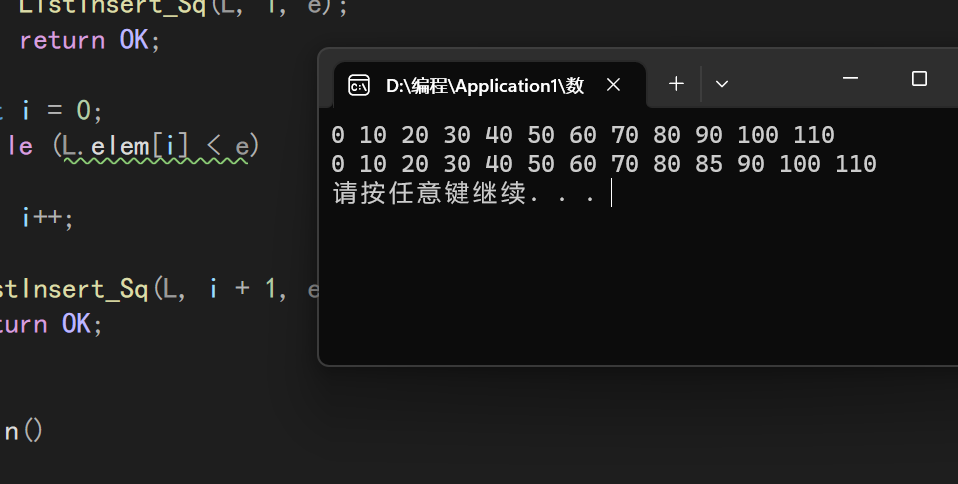 ListInsert_Sq(L, 1, e);
return OK;
i = 0;
le (L.elem[i] < e)
i++;
stInsert_Sq(L, i + 1, e
turn OK;
n()
D:\编程\Application1\数
0 10 20 30 40 50 60 70 80 90 100 110
0 10 20 30 40 50 60 70 80 85 90 100 110
请按任意键继续. . .